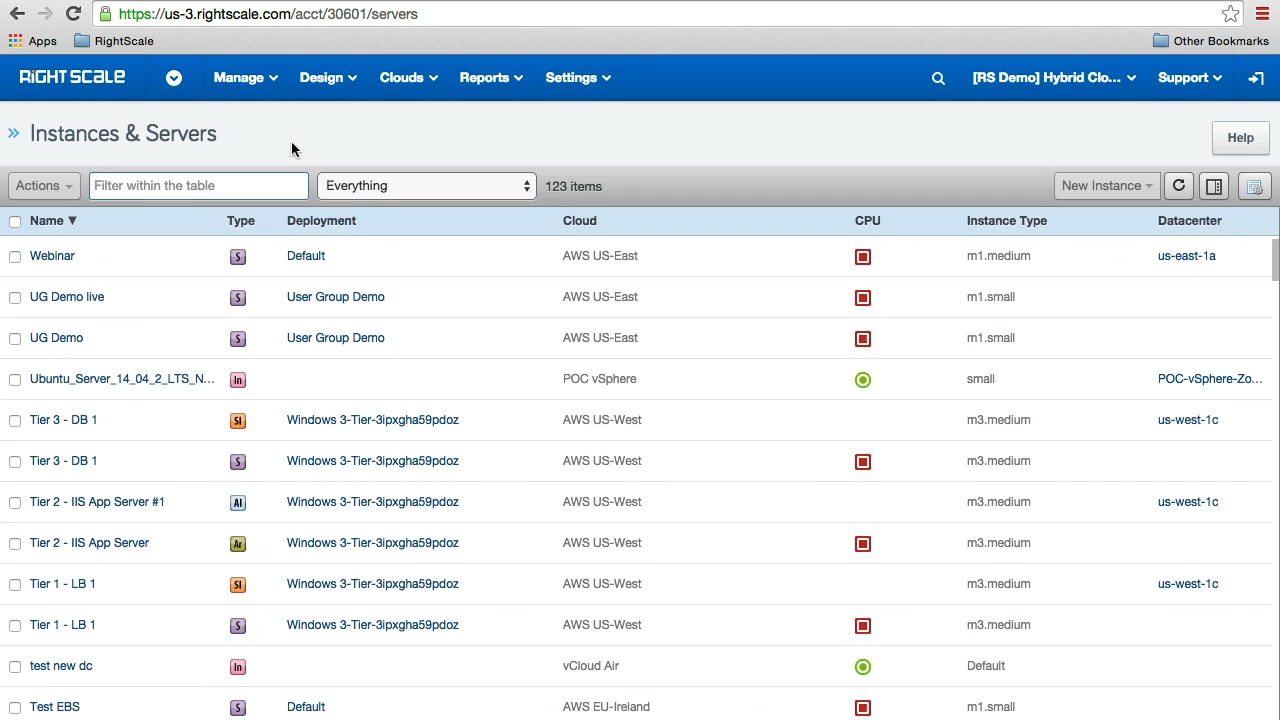 https://us-3.rightscale.com/acct/30601/servers
Apps RightScale Other Bookmarks
RIGHTSCALE Manage Design Clouds Reports Settings [RS Demo] Hybrid Clo... Support
» Instances & Servers
Help
Actions Filter within the table Everything 123 items New Instance
Name ▼ Type Deployment Cloud CPU Instance Type Datacenter
Webinar S Default AWS US-East m1.medium us-east-1a
UG Demo live S User Group Demo AWS US-East m1.small
UG Demo S User Group Demo AWS US-East m1.small
Ubuntu_Server_14_04_2_LTS_N... In POC vSphere small POC-vSphere-Zo...
Tier 3 - DB 1 SI Windows 3-Tier-3ipxgha59pdoz AWS US-West m3.medium us-west-1c
Tier 3 - DB 1 S Windows 3-Tier-3ipxgha59pdoz AWS US-West m3.medium
Tier 2 - IIS App Server #1 AI Windows 3-Tier-3ipxgha59pdoz AWS US-West m3.medium us-west-1c
Tier 2 - IIS App Server Ar Windows 3-Tier-3ipxgha59pdoz AWS US-West m3.medium
Tier 1 - LB 1 SI Windows 3-Tier-3ipxgha59pdoz AWS US-West m3.medium us-west-1c
Tier 1 - LB 1 S Windows 3-Tier-3ipxgha59pdoz AWS US-West m3.medium
test new dc In vCloud Air Default
Test EBS S Default AWS EU-Ireland m1.small